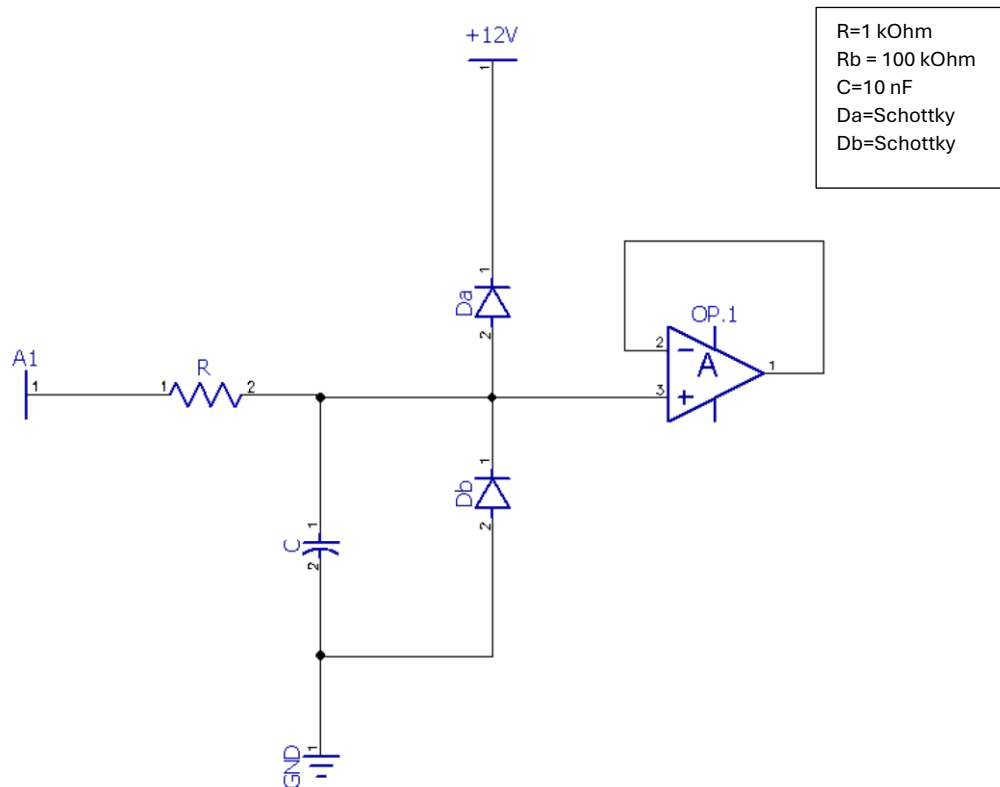 +12V
1
R=1 kOhm
Rb = 100 kOhm
C=10 nF
Da=Schottky
Db=Schottky
1
Da
2
OP.1
2
A
1
3
A1
1
1
R
2
1
Db
2
1
C
2
1
GND